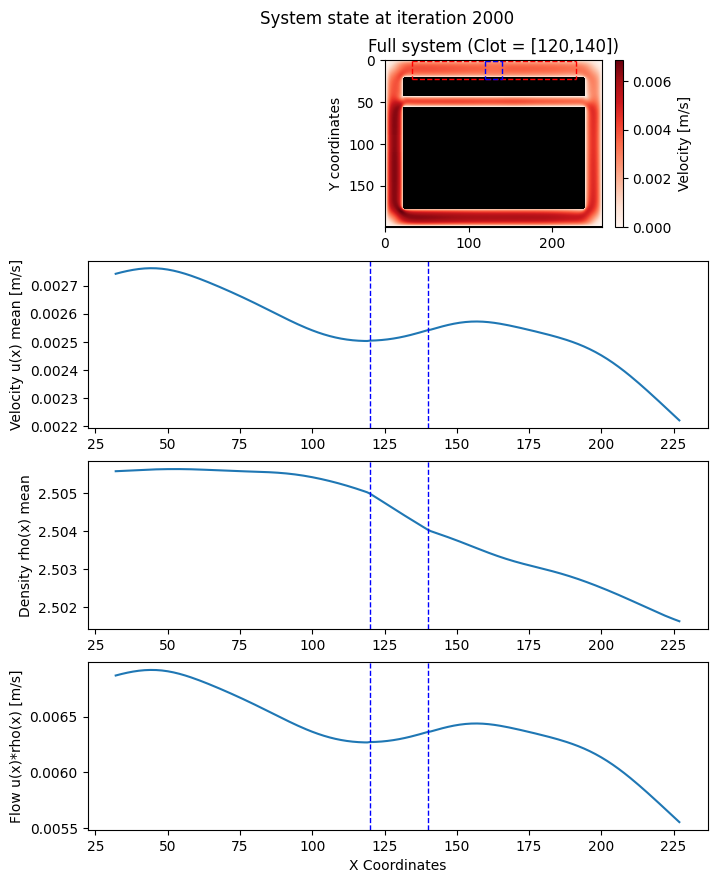 System state at iteration 2000
Full system (Clot = [120,140])
Y coordinates
0
50
100
150
0
100
200
0.006
0.004
0.002
0.000
Velocity [m/s]
Velocity u(x) mean [m/s]
0.0027
0.0026
0.0025
0.0024
0.0023
0.0022
25 50 75 100 125 150 175 200 225
Density rho(x) mean
2.505
2.504
2.503
2.502
25 50 75 100 125 150 175 200 225
Flow u(x)*rho(x) [m/s]
0.0065
0.0060
0.0055
25 50 75 100 125 150 175 200 225
X Coordinates